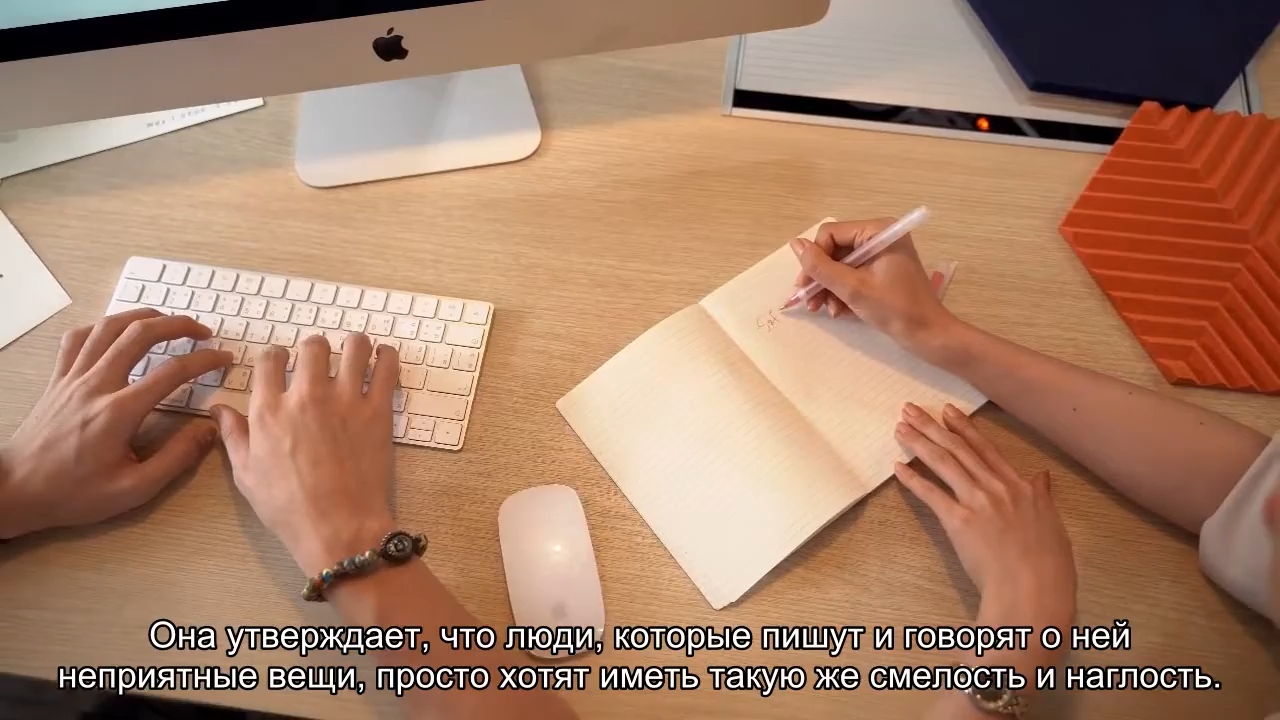 Она утверждает, что люди, которые пишут и говорят о ней
неприятные вещи, просто хотят иметь такую же смелость и наглость.